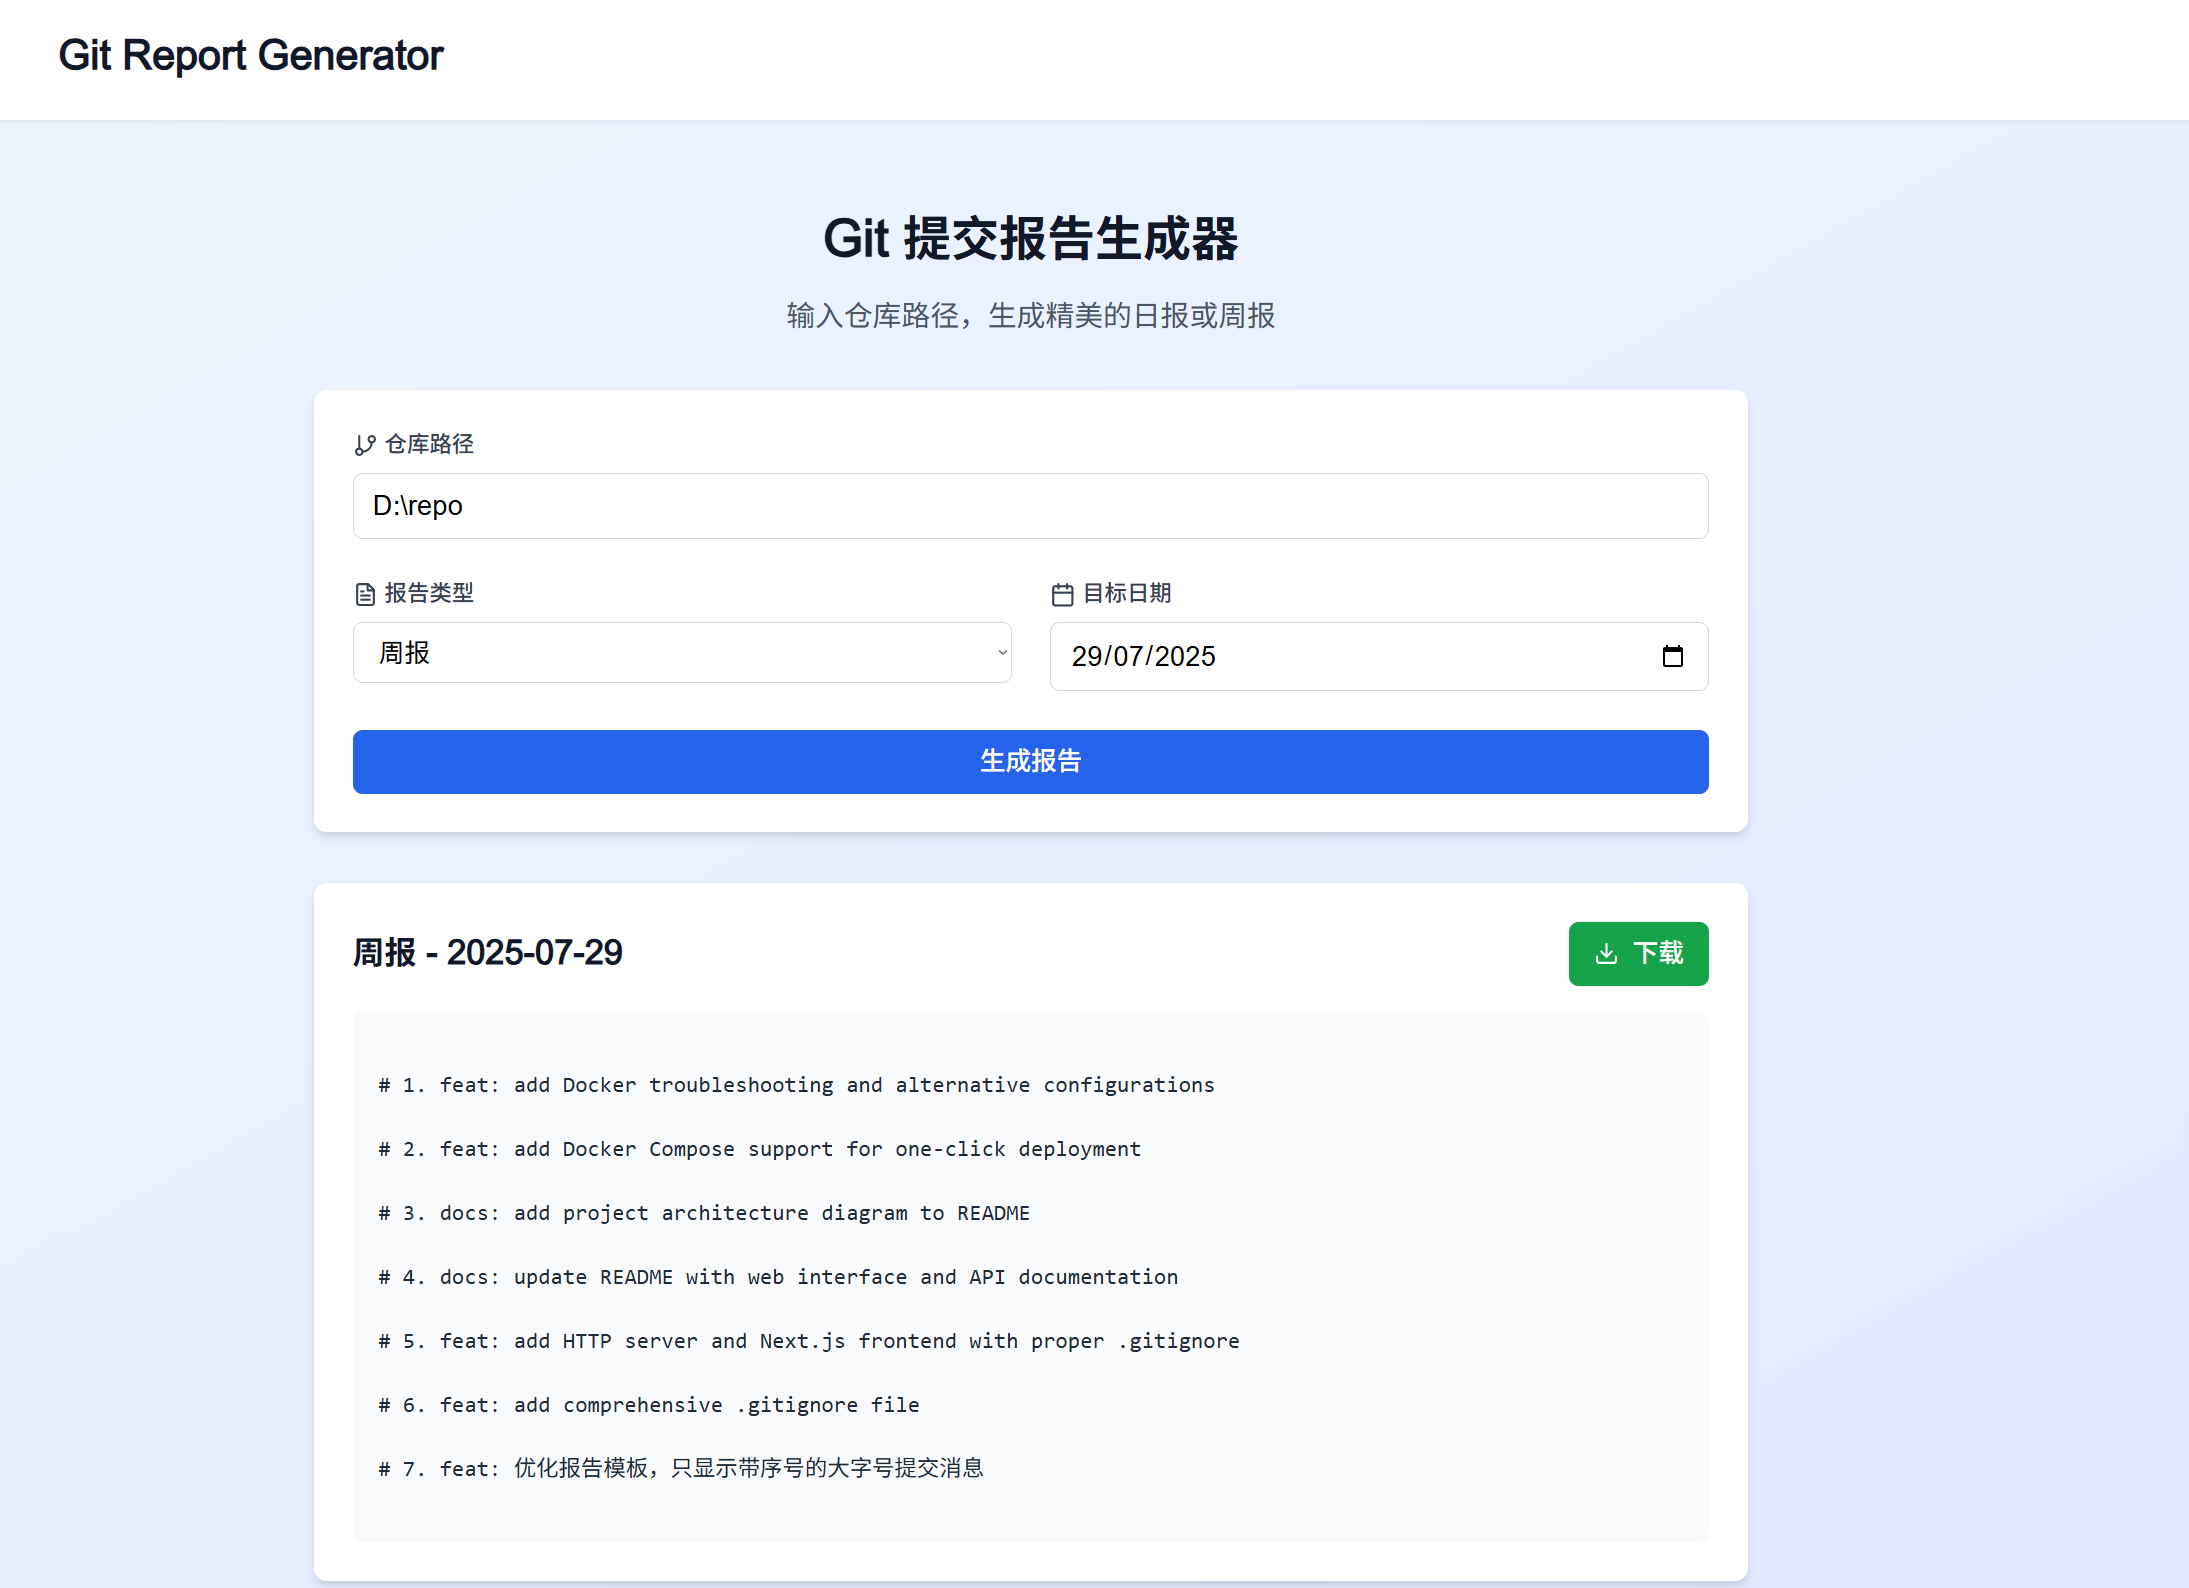 Git Report Generator
Git 提交报告生成器
输入仓库路径，生成精美的日报或周报
仓库路径
D:\repo
报告类型
目标日期
周报
29/07/2025
生成报告
周报 - 2025-07-29
下载
# 1. feat: add Docker troubleshooting and alternative configurations
# 2. feat: add Docker Compose support for one-click deployment
# 3. docs: add project architecture diagram to README
# 4. docs: update README with web interface and API documentation
# 5. feat: add HTTP server and Next.js frontend with proper .gitignore
# 6. feat: add comprehensive .gitignore file
# 7. feat: 优化报告模板，只显示带序号的大字号提交消息